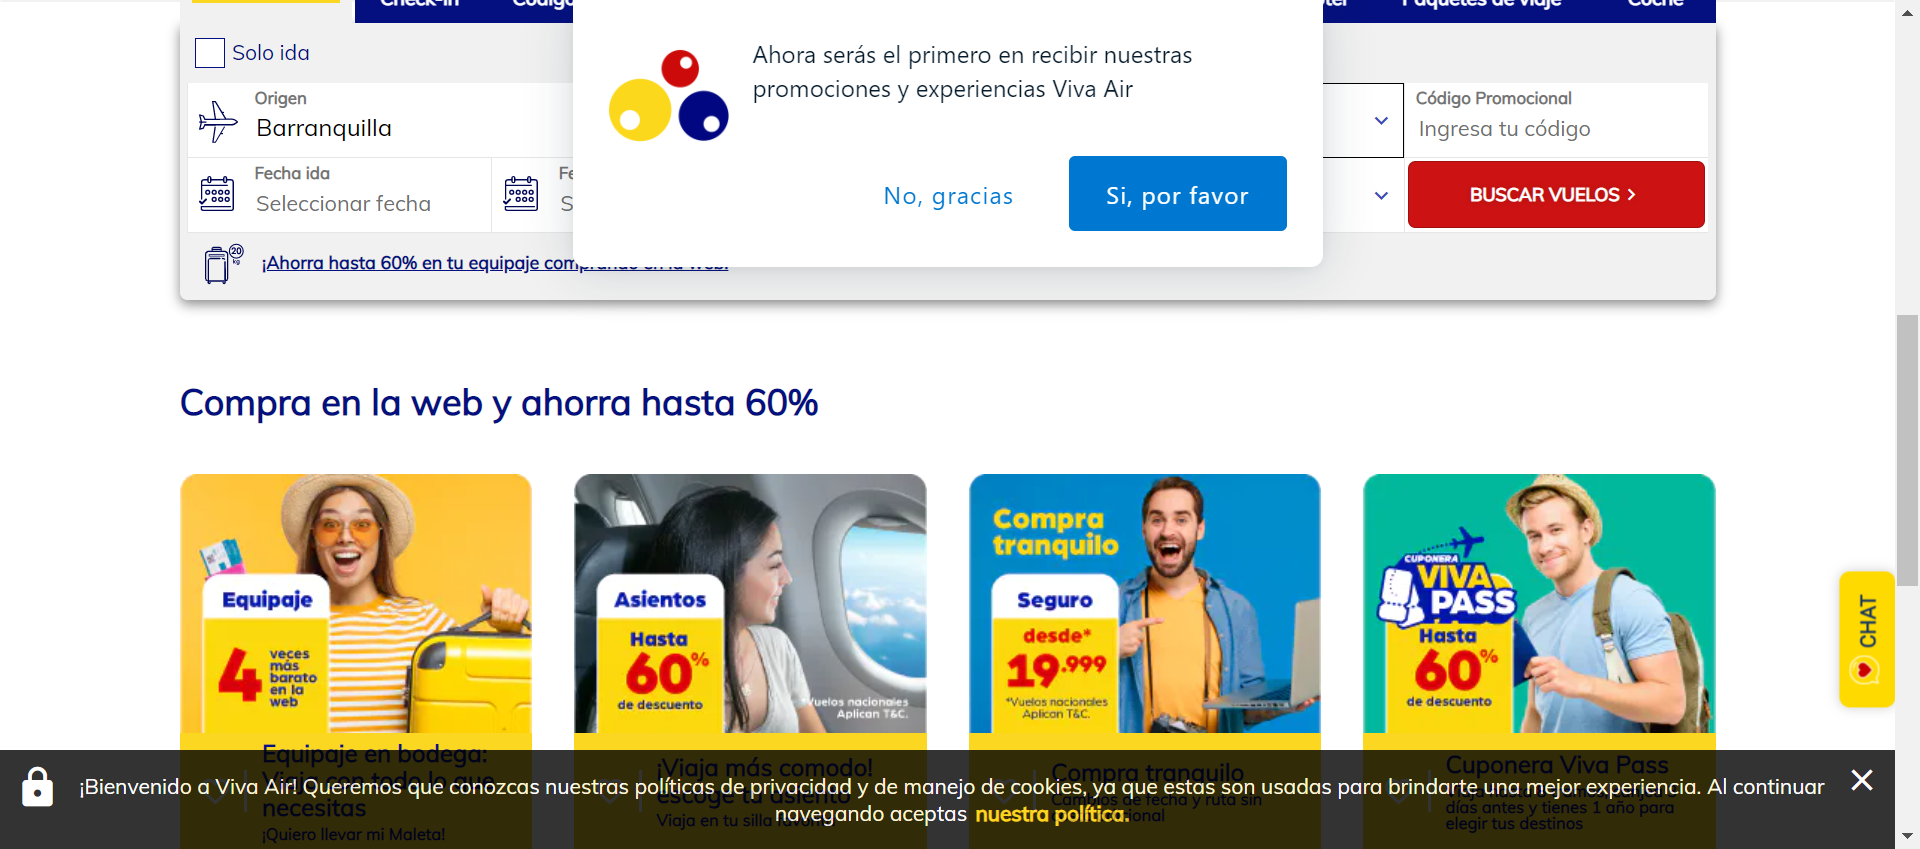 Check-in
Paquetes de viaje
Coche
Solo ida
Ahora serás el primero en recibir nuestras
promociones y experiencias Viva Air
No, gracias
Si, por favor
Origen
Barranquilla
Código Promocional
Ingresa tu código
Fecha ida
Seleccionar fecha
BUSCAR VUELOS
20
kg
¡Ahorra hasta 60% en tu equipaje comprando en la web!
Compra en la web y ahorra hasta 60%
Equipaje
4 veces
más
barato
en la
web
Asientos
Hasta
60%
de descuento
*Vuelos nacionales
Aplican T&C.
Compra
tranquilo
Seguro
desde*
19.999
*Vuelos nacionales
Aplican T&C.
CUPONERA
VIVA
PASS
Hasta
60%
de descuento
CHAT
Equipaje en bodega:
Viaja con todo lo que
necesitas
¡Quiero llevar mi Maleta!
¡Viaja más comodo!
escoge tu asiento
Viaja en tu silla favorita
Compra tranquilo
Cambios de fecha y ruta sin
Cuponera Viva Pass
días antes y tienes 1 año para
elegir tus destinos
¡Bienvenido a Viva Air! Queremos que conozcas nuestras políticas de privacidad y de manejo de cookies, ya que estas son usadas para brindarte una mejor experiencia. Al continuar
navegando aceptas nuestra política.